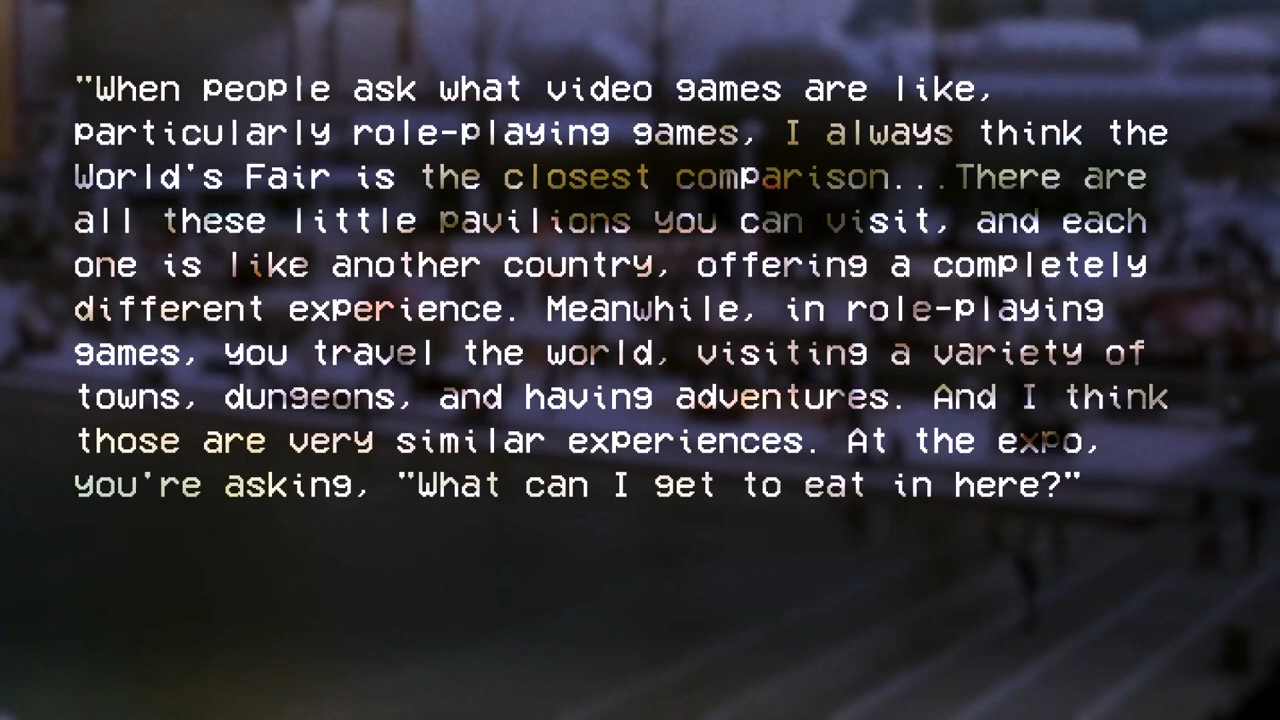 "When people ask what video games are like,
particularly role-playing games, I always think the
World's Fair is the closest comparison...There are
all these little pavilions you can visit, and each
one is like another country, offering a completely
different experience. Meanwhile, in role-playing
games, you travel the world, visiting a variety of
towns, dungeons, and having adventures. And I think
those are very similar experiences. At the expo,
you're asking, "What can I get to eat in here?"